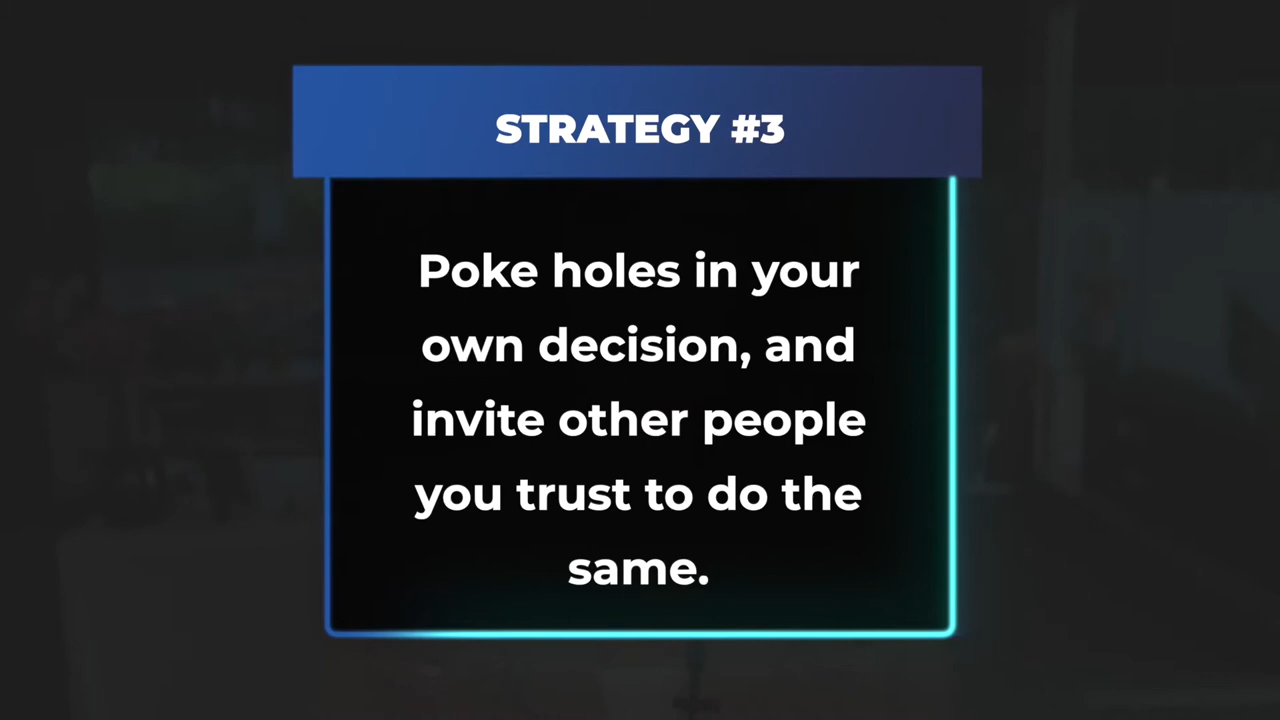 STRATEGY #3
Poke holes in your
own decision, and
invite other people
you trust to do the
same.